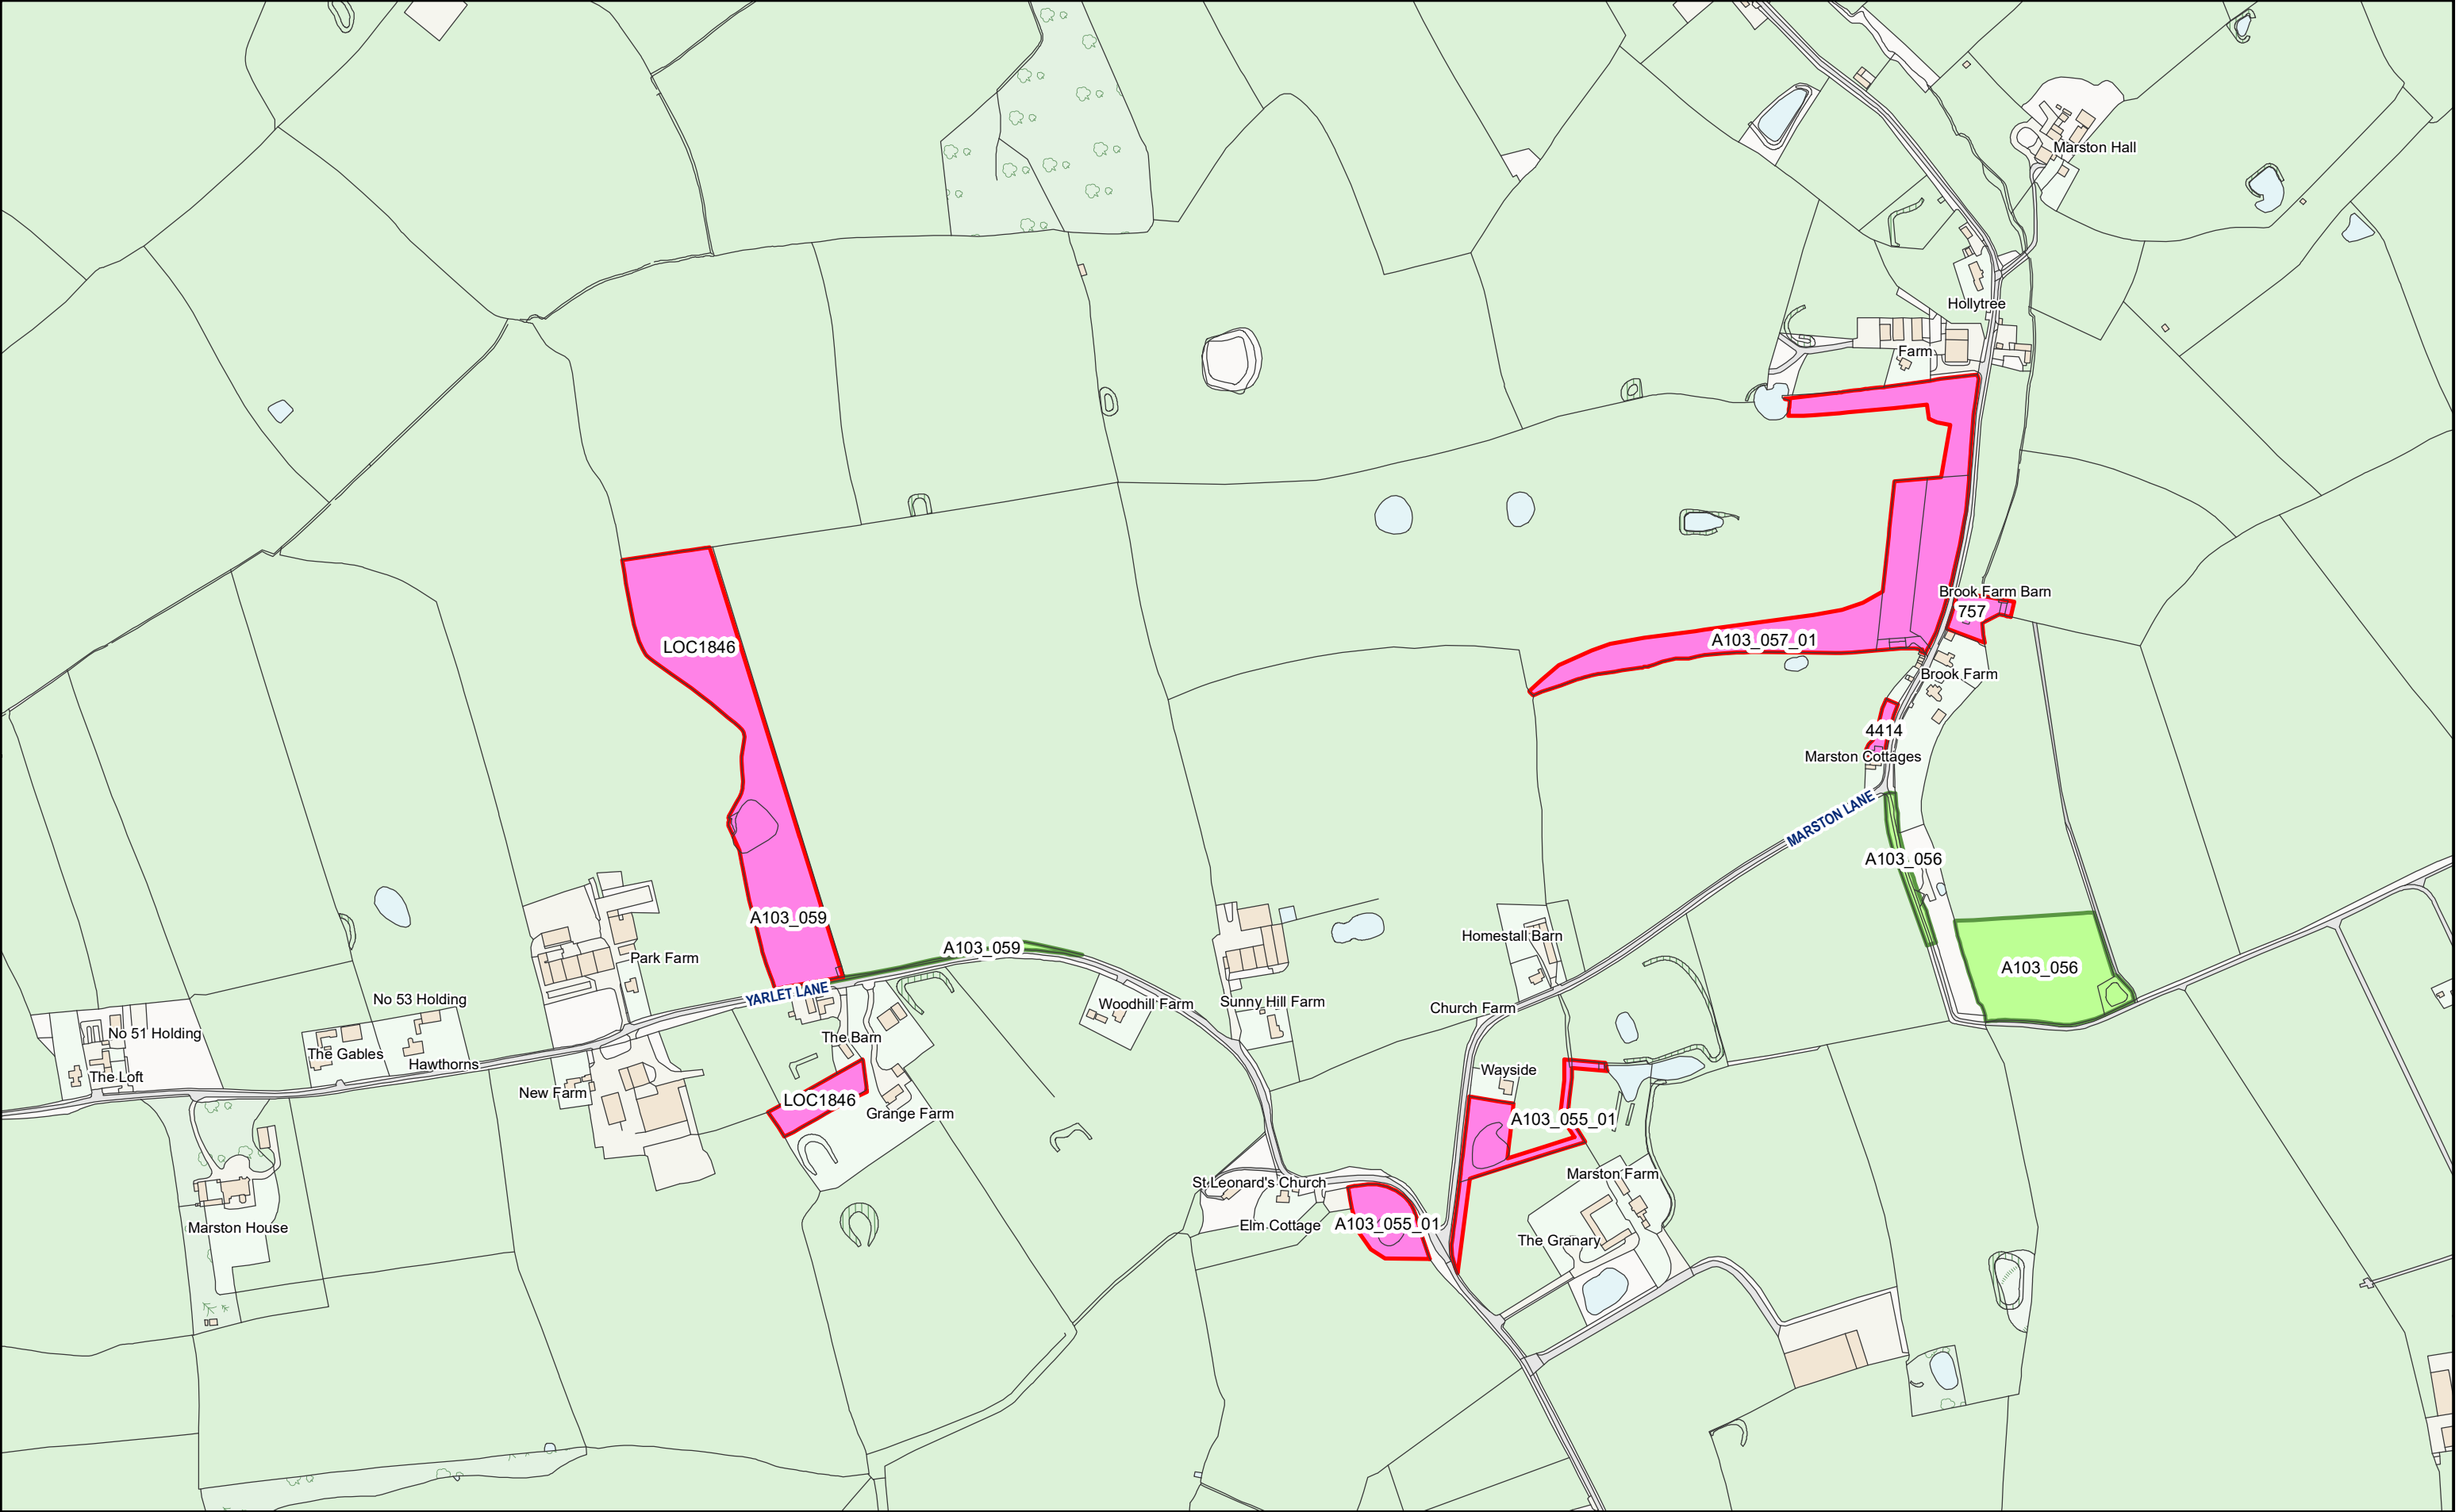 Marston Hall
Hollytree
Farm
Brook Farm Barn
757
A103_057_01
LOC1846
Brook Farm
4414
Marston Cottages
MARSTON LANE
A103_056
A103_059
Homestall Barn
A103_059
Park Farm
A103_056
YARLET LANE
No 53 Holding
Woodhill Farm
Sunny Hill Farm
Church Farm
No 51 Holding
The Barn
The Gables
Hawthorns
Wayside
The Loft
New Farm
LOC1846
Grange Farm
A103_055_01
Marston Farm
St Leonard's Church
Marston House
Elm Cottage
A103_055_01
The Granary